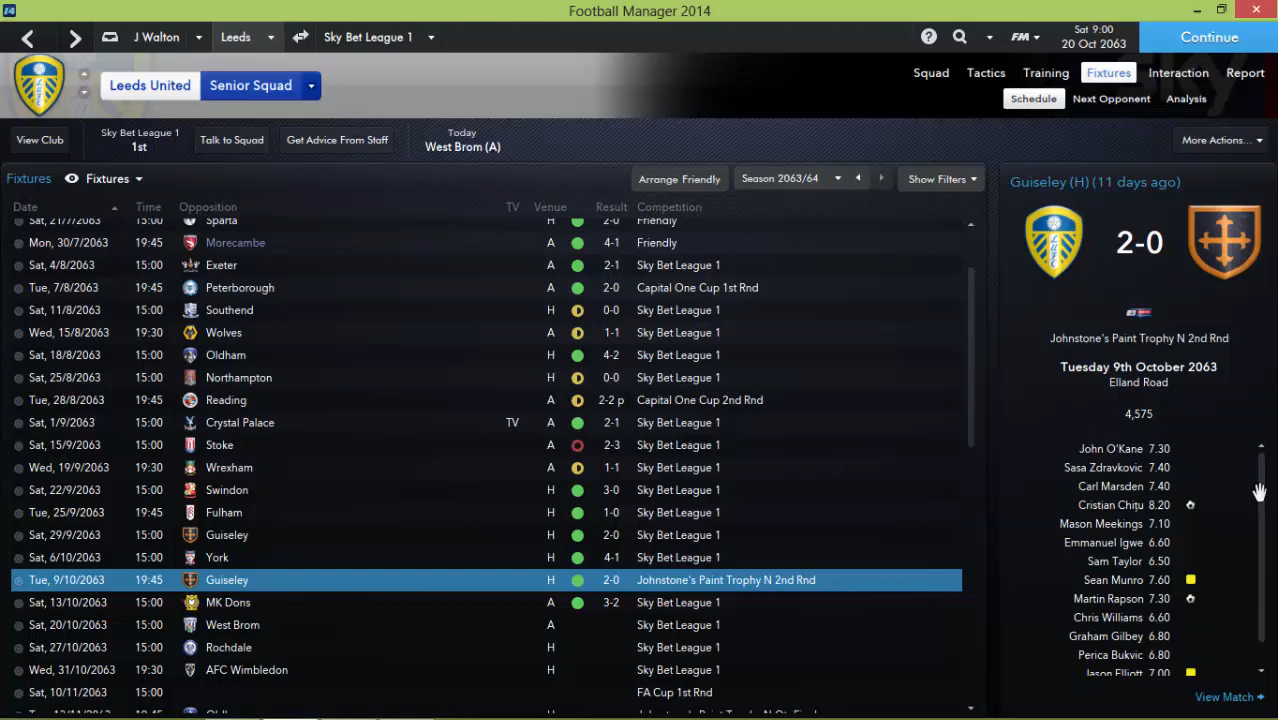 Football Manager 2014
J Walton Leeds Sky Bet League 1 FM Sat 9:00 20 Oct 2063 Continue
Leeds United Senior Squad
Squad Tactics Training Fixtures Interaction Report
Schedule Next Opponent Analysis
View Club Sky Bet League 1 1st Talk to Squad Get Advice From Staff Today West Brom (A) More Actions...
Fixtures Fixtures Arrange Friendly Season 2063/64 Show Filters
Date Time Opposition TV Venue Result Competition
Sat, 21/7/2063 15:00 Sparta H 2-0 Friendly
Mon, 30/7/2063 19:45 Morecambe A 4-1 Friendly
Sat, 4/8/2063 15:00 Exeter A 2-1 Sky Bet League 1
Tue, 7/8/2063 19:45 Peterborough A 2-0 Capital One Cup 1st Rnd
Sat, 11/8/2063 15:00 Southend H 0-0 Sky Bet League 1
Wed, 15/8/2063 19:30 Wolves A 1-1 Sky Bet League 1
Sat, 18/8/2063 15:00 Oldham H 4-2 Sky Bet League 1
Sat, 25/8/2063 15:00 Northampton H 0-0 Sky Bet League 1
Tue, 28/8/2063 19:45 Reading A 2-2 p Capital One Cup 2nd Rnd
Sat, 1/9/2063 15:00 Crystal Palace TV A 2-1 Sky Bet League 1
Sat, 15/9/2063 15:00 Stoke A 2-3 Sky Bet League 1
Wed, 19/9/2063 19:30 Wrexham A 1-1 Sky Bet League 1
Sat, 22/9/2063 15:00 Swindon H 3-0 Sky Bet League 1
Tue, 25/9/2063 19:45 Fulham H 1-0 Sky Bet League 1
Sat, 29/9/2063 15:00 Guiseley H 2-0 Sky Bet League 1
Sat, 6/10/2063 15:00 York H 4-1 Sky Bet League 1
Tue, 9/10/2063 19:45 Guiseley H 2-0 Johnstone's Paint Trophy N 2nd Rnd
Sat, 13/10/2063 15:00 MK Dons A 3-2 Sky Bet League 1
Sat, 20/10/2063 15:00 West Brom A Sky Bet League 1
Sat, 27/10/2063 15:00 Rochdale H Sky Bet League 1
Wed, 31/10/2063 19:30 AFC Wimbledon H Sky Bet League 1
Sat, 10/11/2063 15:00 FA Cup 1st Rnd
Guiseley (H) (11 days ago)
2-0
Johnstone's Paint Trophy N 2nd Rnd
Tuesday 9th October 2063
Elland Road
4,575
John O'Kane 7.30
Sasa Zdravkovic 7.40
Carl Marsden 7.40
Cristian Chițu 8.20
Mason Meekings 7.10
Emmanuel Igwe 6.60
Sam Taylor 6.50
Sean Munro 7.60
Martin Rapson 7.30
Chris Williams 6.60
Graham Gilbey 6.80
Perica Bukvic 6.80
Jason Elliott 7.00
View Match